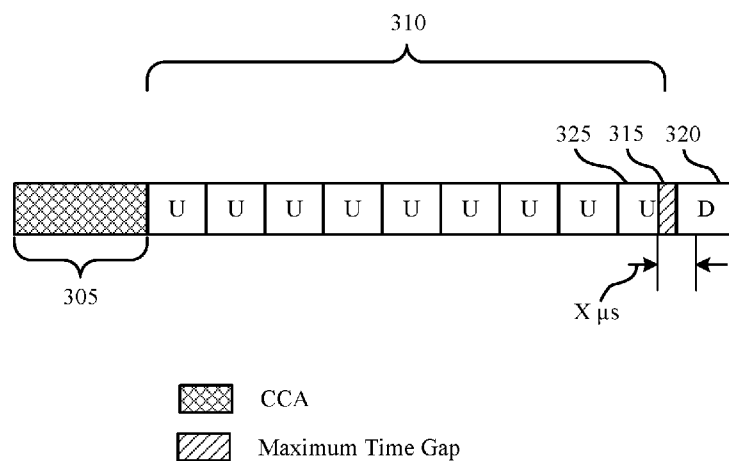 310
325 315 320
U U U U U U U U U D
305
X μs
CCA
Maximum Time Gap